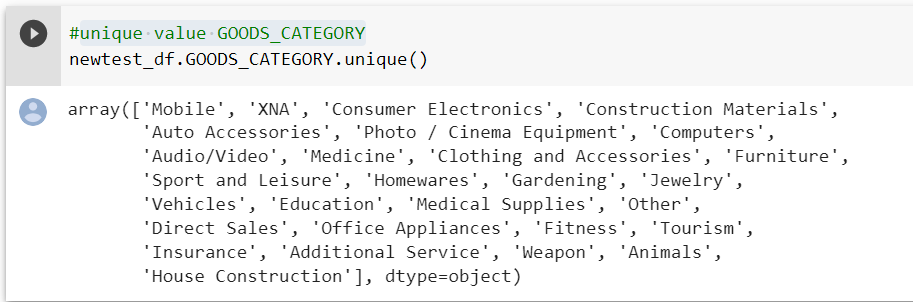 #unique value GOODS_CATEGORY
newtest_df.GOODS_CATEGORY.unique()
array(['Mobile', 'XNA', 'Consumer Electronics', 'Construction Materials',
'Auto Accessories', 'Photo / Cinema Equipment', 'Computers',
'Audio/Video', 'Medicine', 'Clothing and Accessories', 'Furniture',
'Sport and Leisure', 'Homewares', 'Gardening', 'Jewelry',
'Vehicles', 'Education', 'Medical Supplies', 'Other',
'Direct Sales', 'Office Appliances', 'Fitness', 'Tourism',
'Insurance', 'Additional Service', 'Weapon', 'Animals',
'House Construction'], dtype=object)